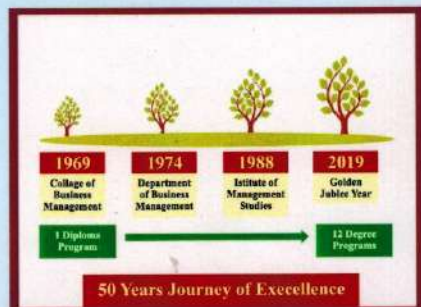 1969
1974
1988
2019
Collage of
Business
Management
Department
of Business
Management
Istitute of
Management
Studies
Golden
Jublee Year
1 Diploma
Program
12 Degree
Programs
50 Years Journey of Execellence